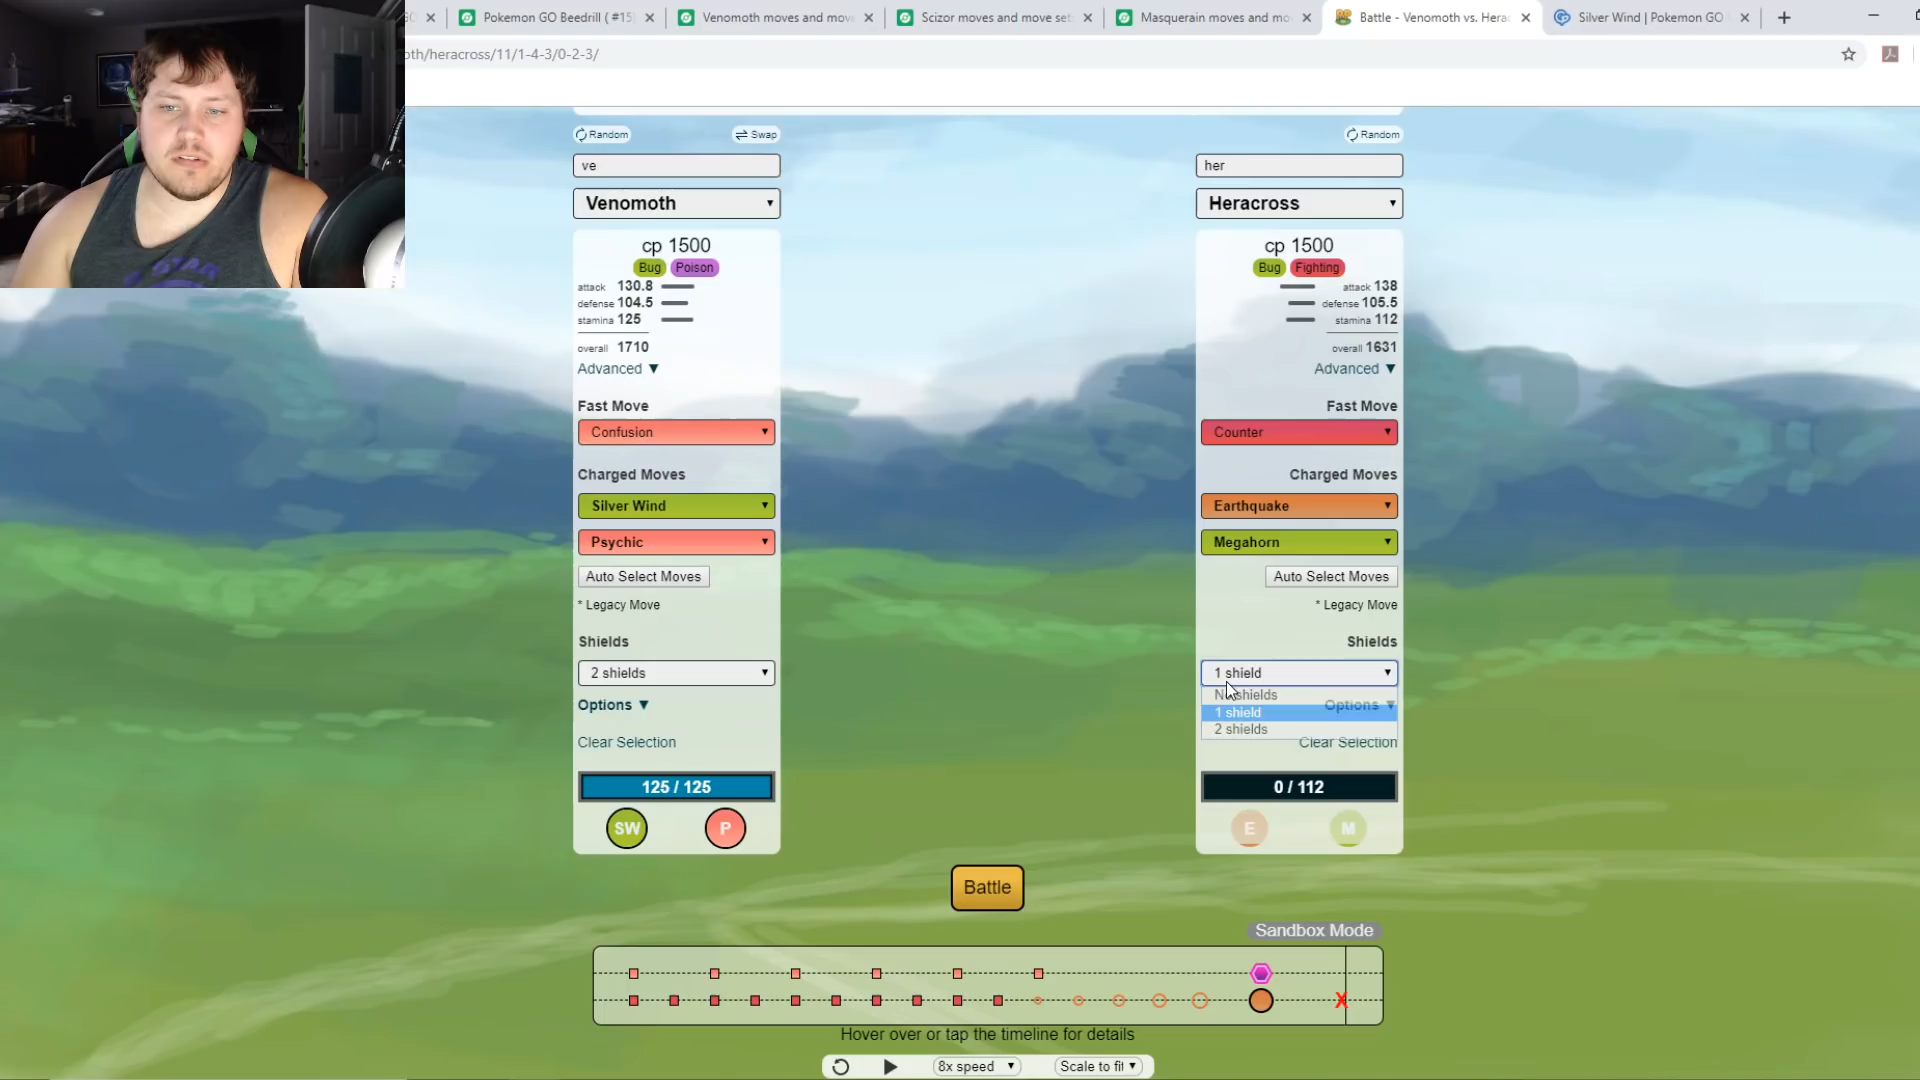 GO
Pokemon GO Beedrill ( #15)
Venomoth moves and mov
Scizor moves and move set
Masquerain moves and mo
Battle - Venomoth vs. Herac
Silver Wind | Pokemon GO
oth/heracross/11/1-4-3/0-2-3/
Random
Swap
Random
ve
her
Venomoth
Heracross
cp 1500
cp 1500
Bug Poison
Bug Fighting
attack 130.8
attack 138
defense 104.5
defense 105.5
stamina 125
stamina 112
overall 1710
overall 1631
Advanced ▼
Advanced ▼
Fast Move
Fast Move
Confusion
Counter
Charged Moves
Charged Moves
Silver Wind
Earthquake
Psychic
Megahorn
Auto Select Moves
Auto Select Moves
* Legacy Move
* Legacy Move
Shields
Shields
2 shields
1 shield
No shields
Options ▼
Options ▼
1 shield
2 shields
Clear Selection
Clear Selection
125 / 125
0 / 112
SW
P
E
M
Battle
Sandbox Mode
X
Hover over or tap the timeline for details
8x speed
Scale to fit